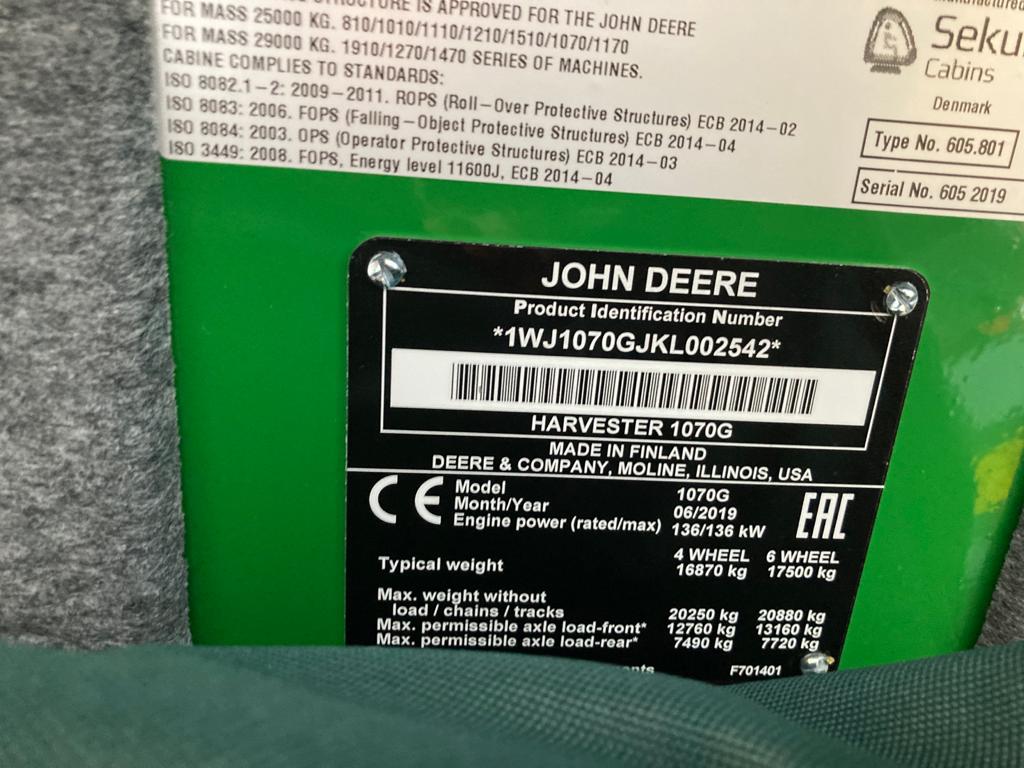 STRUCTURE IS APPROVED FOR THE JOHN DEERE
FOR MASS 25000 KG. 810/1010/1110/1210/1510/1070/1170
FOR MASS 29000 KG. 1910/1270/1470 SERIES OF MACHINES.
CABINE COMPLIES TO STANDARDS:
ISO 8082.1-2: 2009-2011. ROPS (Roll-Over Protective Structures) ECB 2014-02
ISO 8083: 2006. FOPS (Falling-Object Protective Structures) ECB 2014-04
ISO 8084: 2003. OPS (Operator Protective Structures) ECB 2014-03
ISO 3449: 2008. FOPS, Energy level 11600J, ECB 2014-04
Manufactured
Seku
Cabins
Denmark
Type No. 605.801
Serial No. 605 2019
JOHN DEERE
Product Identification Number
*1WJ1070GJKL002542*
HARVESTER 1070G
MADE IN FINLAND
DEERE & COMPANY, MOLINE, ILLINOIS, USA
CE
Model 1070G
Month/Year 06/2019
Engine power (rated/max) 136/136 kW
EAC
4 WHEEL 6 WHEEL
Typical weight 16870 kg 17500 kg
Max. weight without
load / chains / tracks 20250 kg 20880 kg
Max. permissible axle load-front* 12760 kg 13160 kg
Max. permissible axle load-rear* 7490 kg 7720 kg
F701401